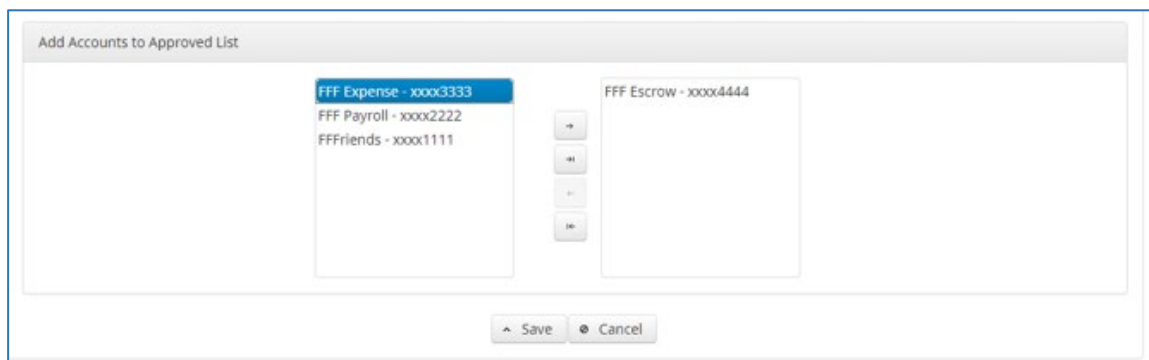 Add Accounts to Approved List
FFF Expense - xxxx3333
FFF Payroll - xxxx2222
FFFriends - xxxx1111
FFF Escrow - xxxx4444
Save
Cancel